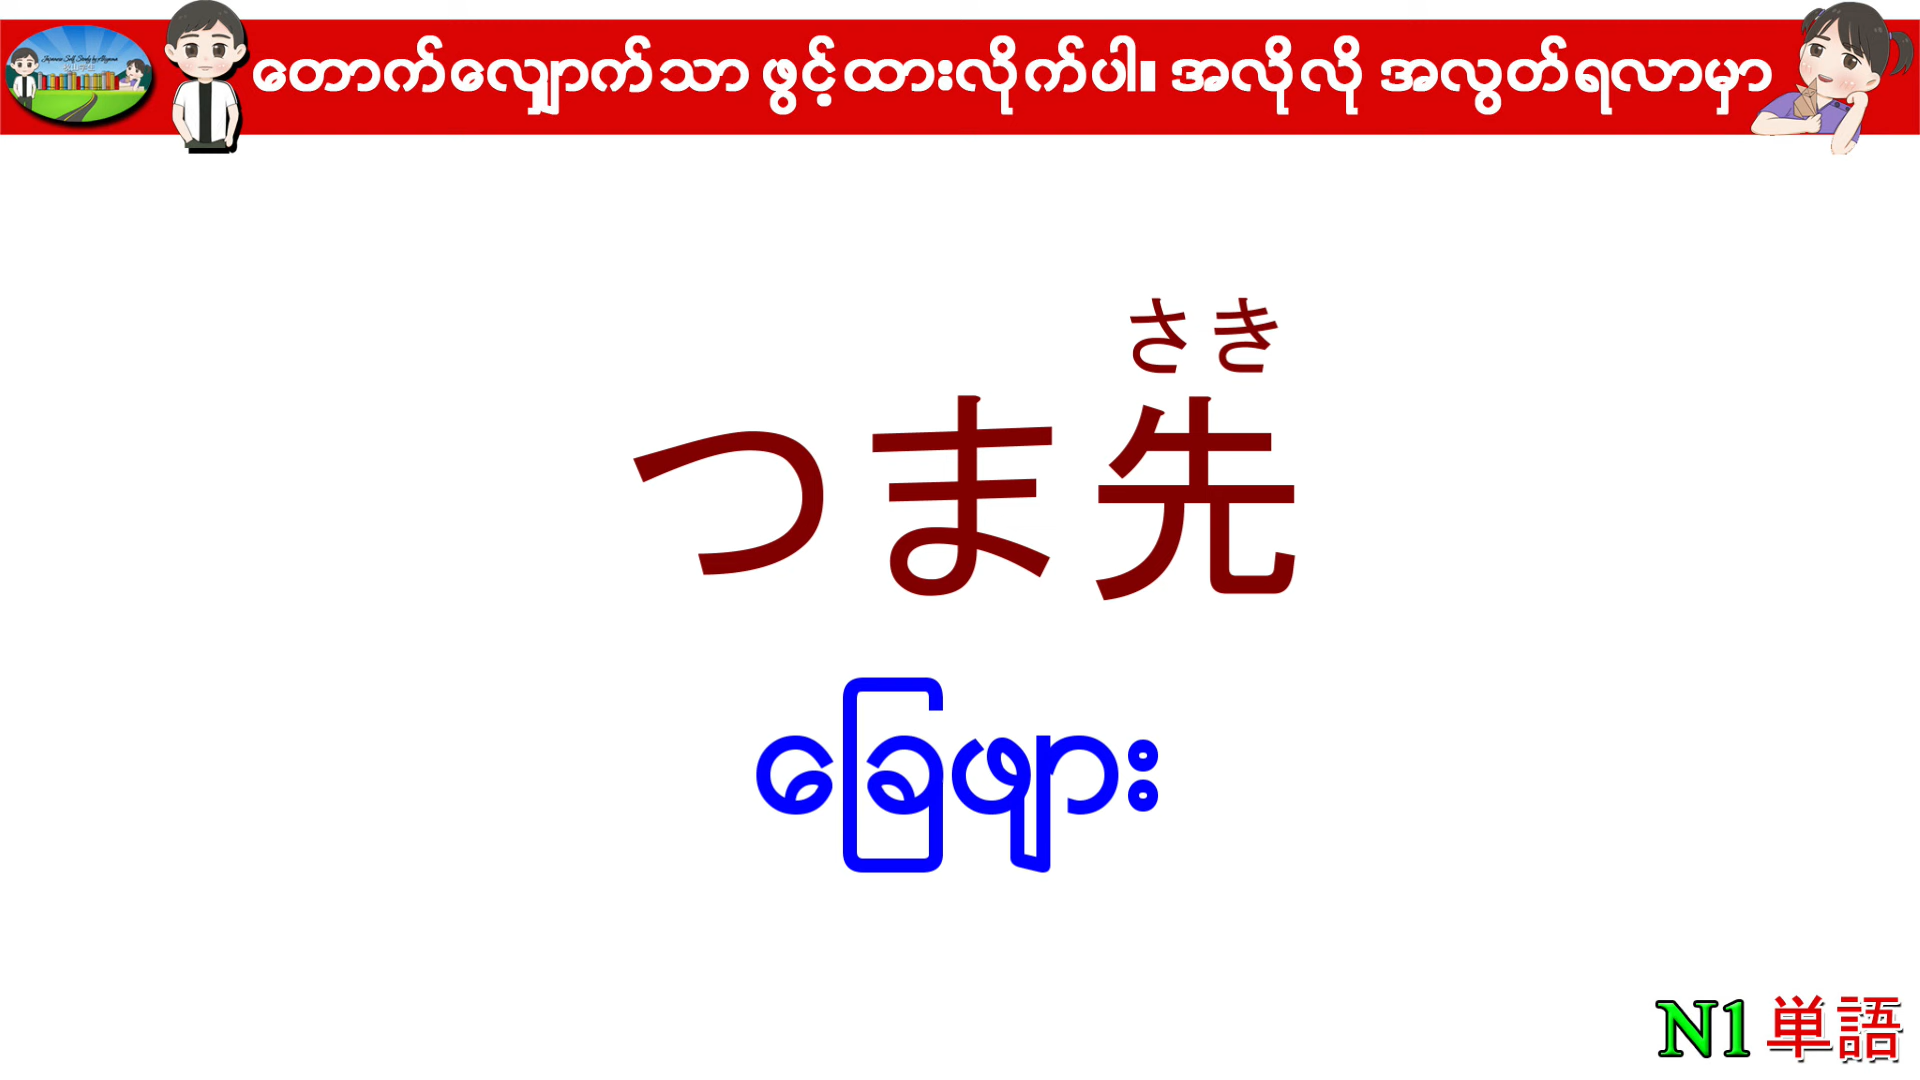 တောက်လျှောက်သာ ဖွင့်ထားလိုက်ပါ။ အလိုလို အလွတ်ရလာမှာ
さき
つま先
ခြေဖျား
N1 単語